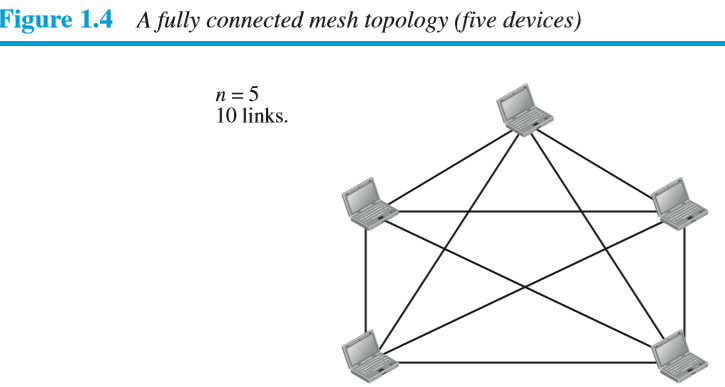 Figure 1.4 A fully connected mesh topology (five devices)
n = 5
10 links.